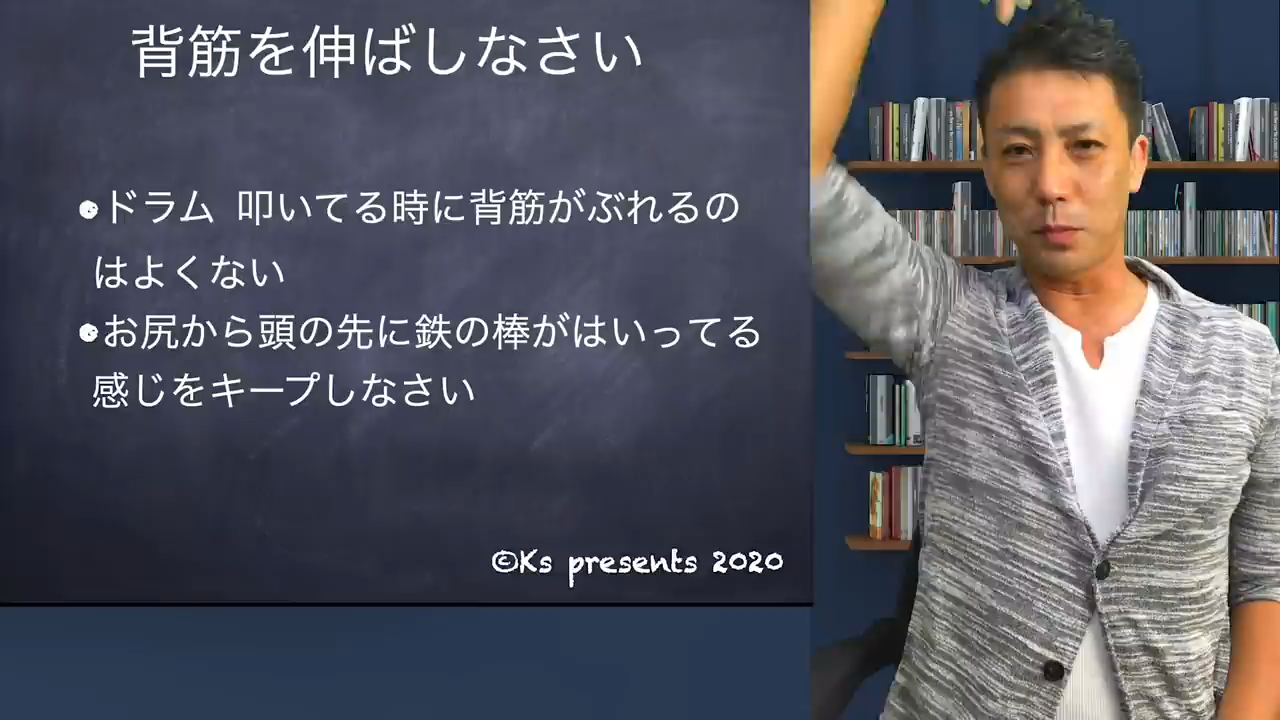 背筋を伸ばしなさい
●ドラム 叩いてる時に背筋がぶれるの
はよくない
●お尻から頭の先に鉄の棒がはいってる
感じをキープしなさい
©Ks presents 2020